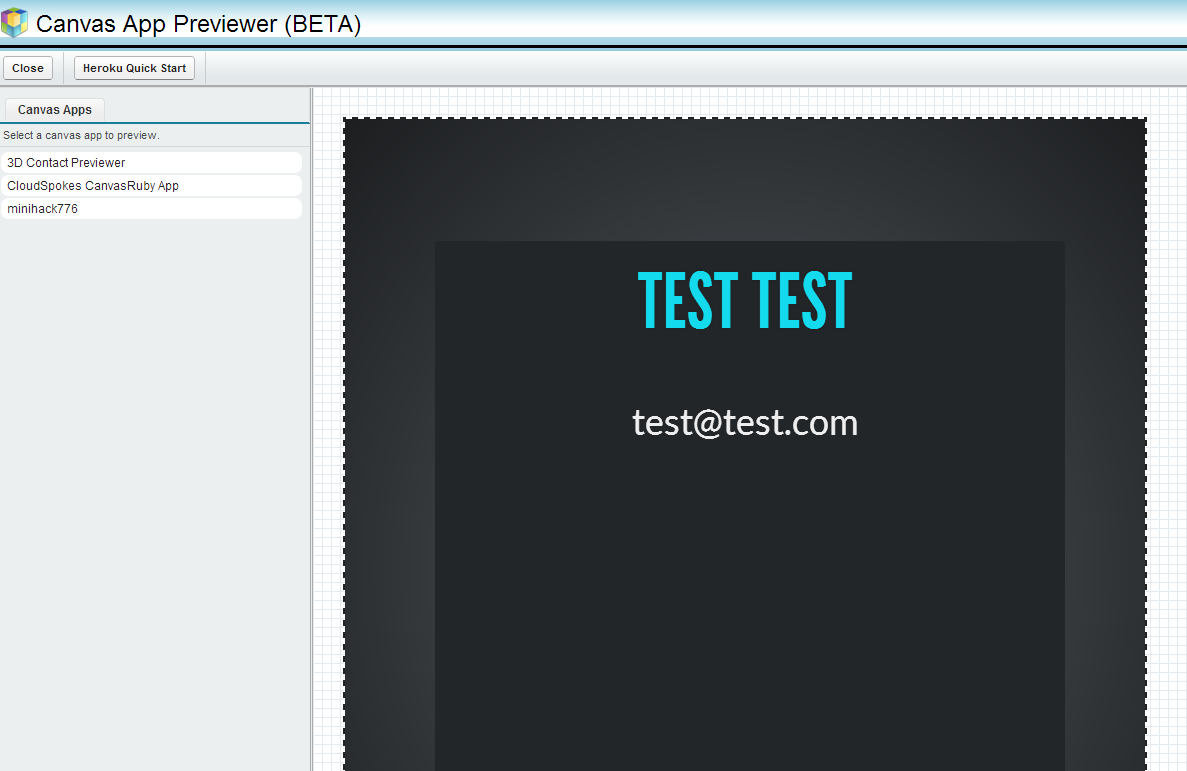 Canvas App Previewer (BETA)
Close
Heroku Quick Start
Canvas Apps
Select a canvas app to preview.
3D Contact Previewer
CloudSpokes CanvasRuby App
minihack776
TEST TEST
test@test.com